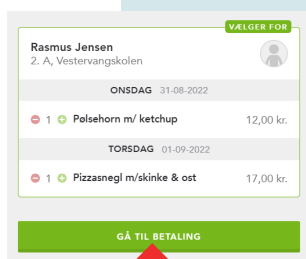 VÆLGER FOR
Rasmus Jensen
2. A, Vestervangskolen
ONSDAG 31-08-2022
1 Pølsehorn m/ ketchup 12,00 kr.
TORSDAG 01-09-2022
1 Pizzasnegl m/skinke & ost 17,00 kr.
GÅ TIL BETALING